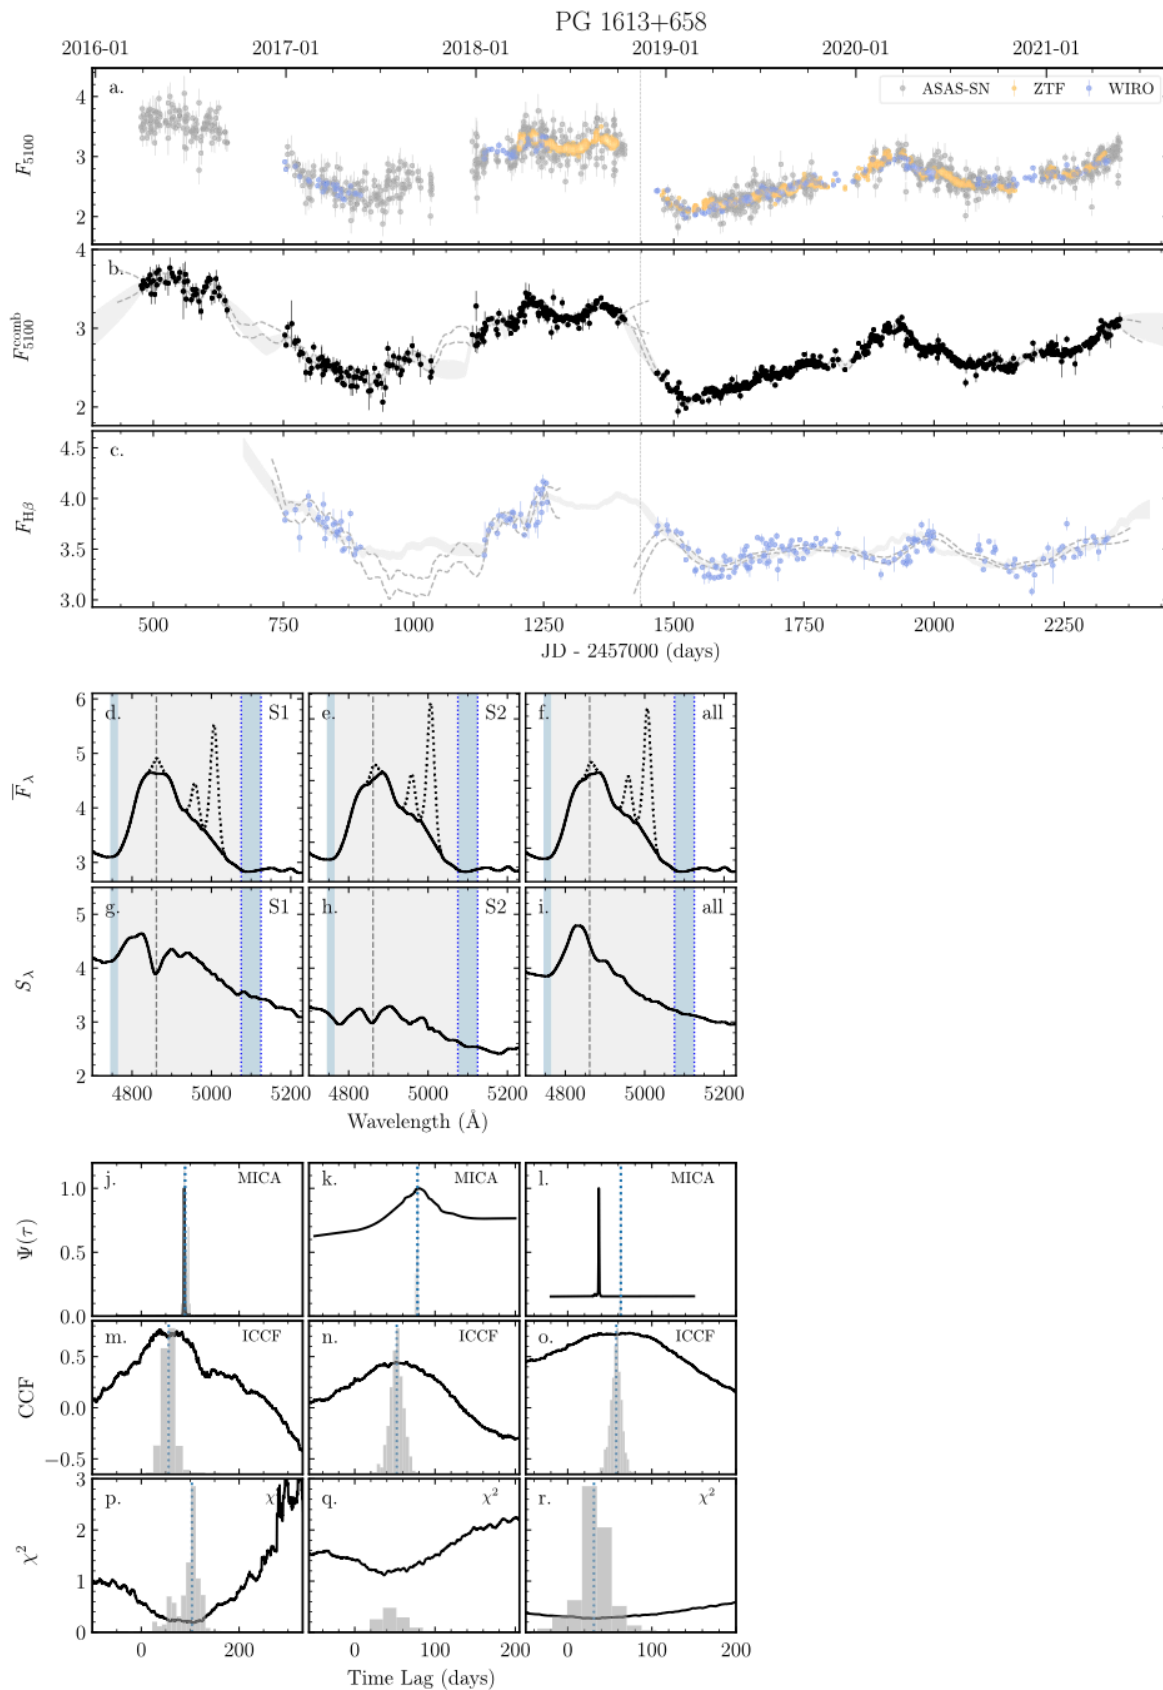 PG 1613+658
2016-01 2017-01 2018-01 2019-01 2020-01 2021-01
a. ASAS-SN ZTF WIRO
4
3
2
F₅₁₀₀
b.
4
3
2
F₅₁₀₀ᶜᵒᵐᵇ
c.
4.5
4.0
3.5
3.0
F_Hβ
500 750 1000 1250 1500 1750 2000 2250
JD - 2457000 (days)
d. S1 e. S2 f. all
6
5
4
3
F̅_λ
g. S1 h. S2 i. all
5
4
3
2
S_λ
4800 5000 5200 4800 5000 5200 4800 5000 5200
Wavelength (Å)
j. MICA k. MICA l. MICA
1.0
0.5
0.0
Ψ(τ)
m. ICCF n. ICCF o. ICCF
0.5
0.0
−0.5
CCF
p. χ² q. χ² r. χ²
3
2
1
0
χ²
0 200 0 100 200 0 100 200
Time Lag (days)